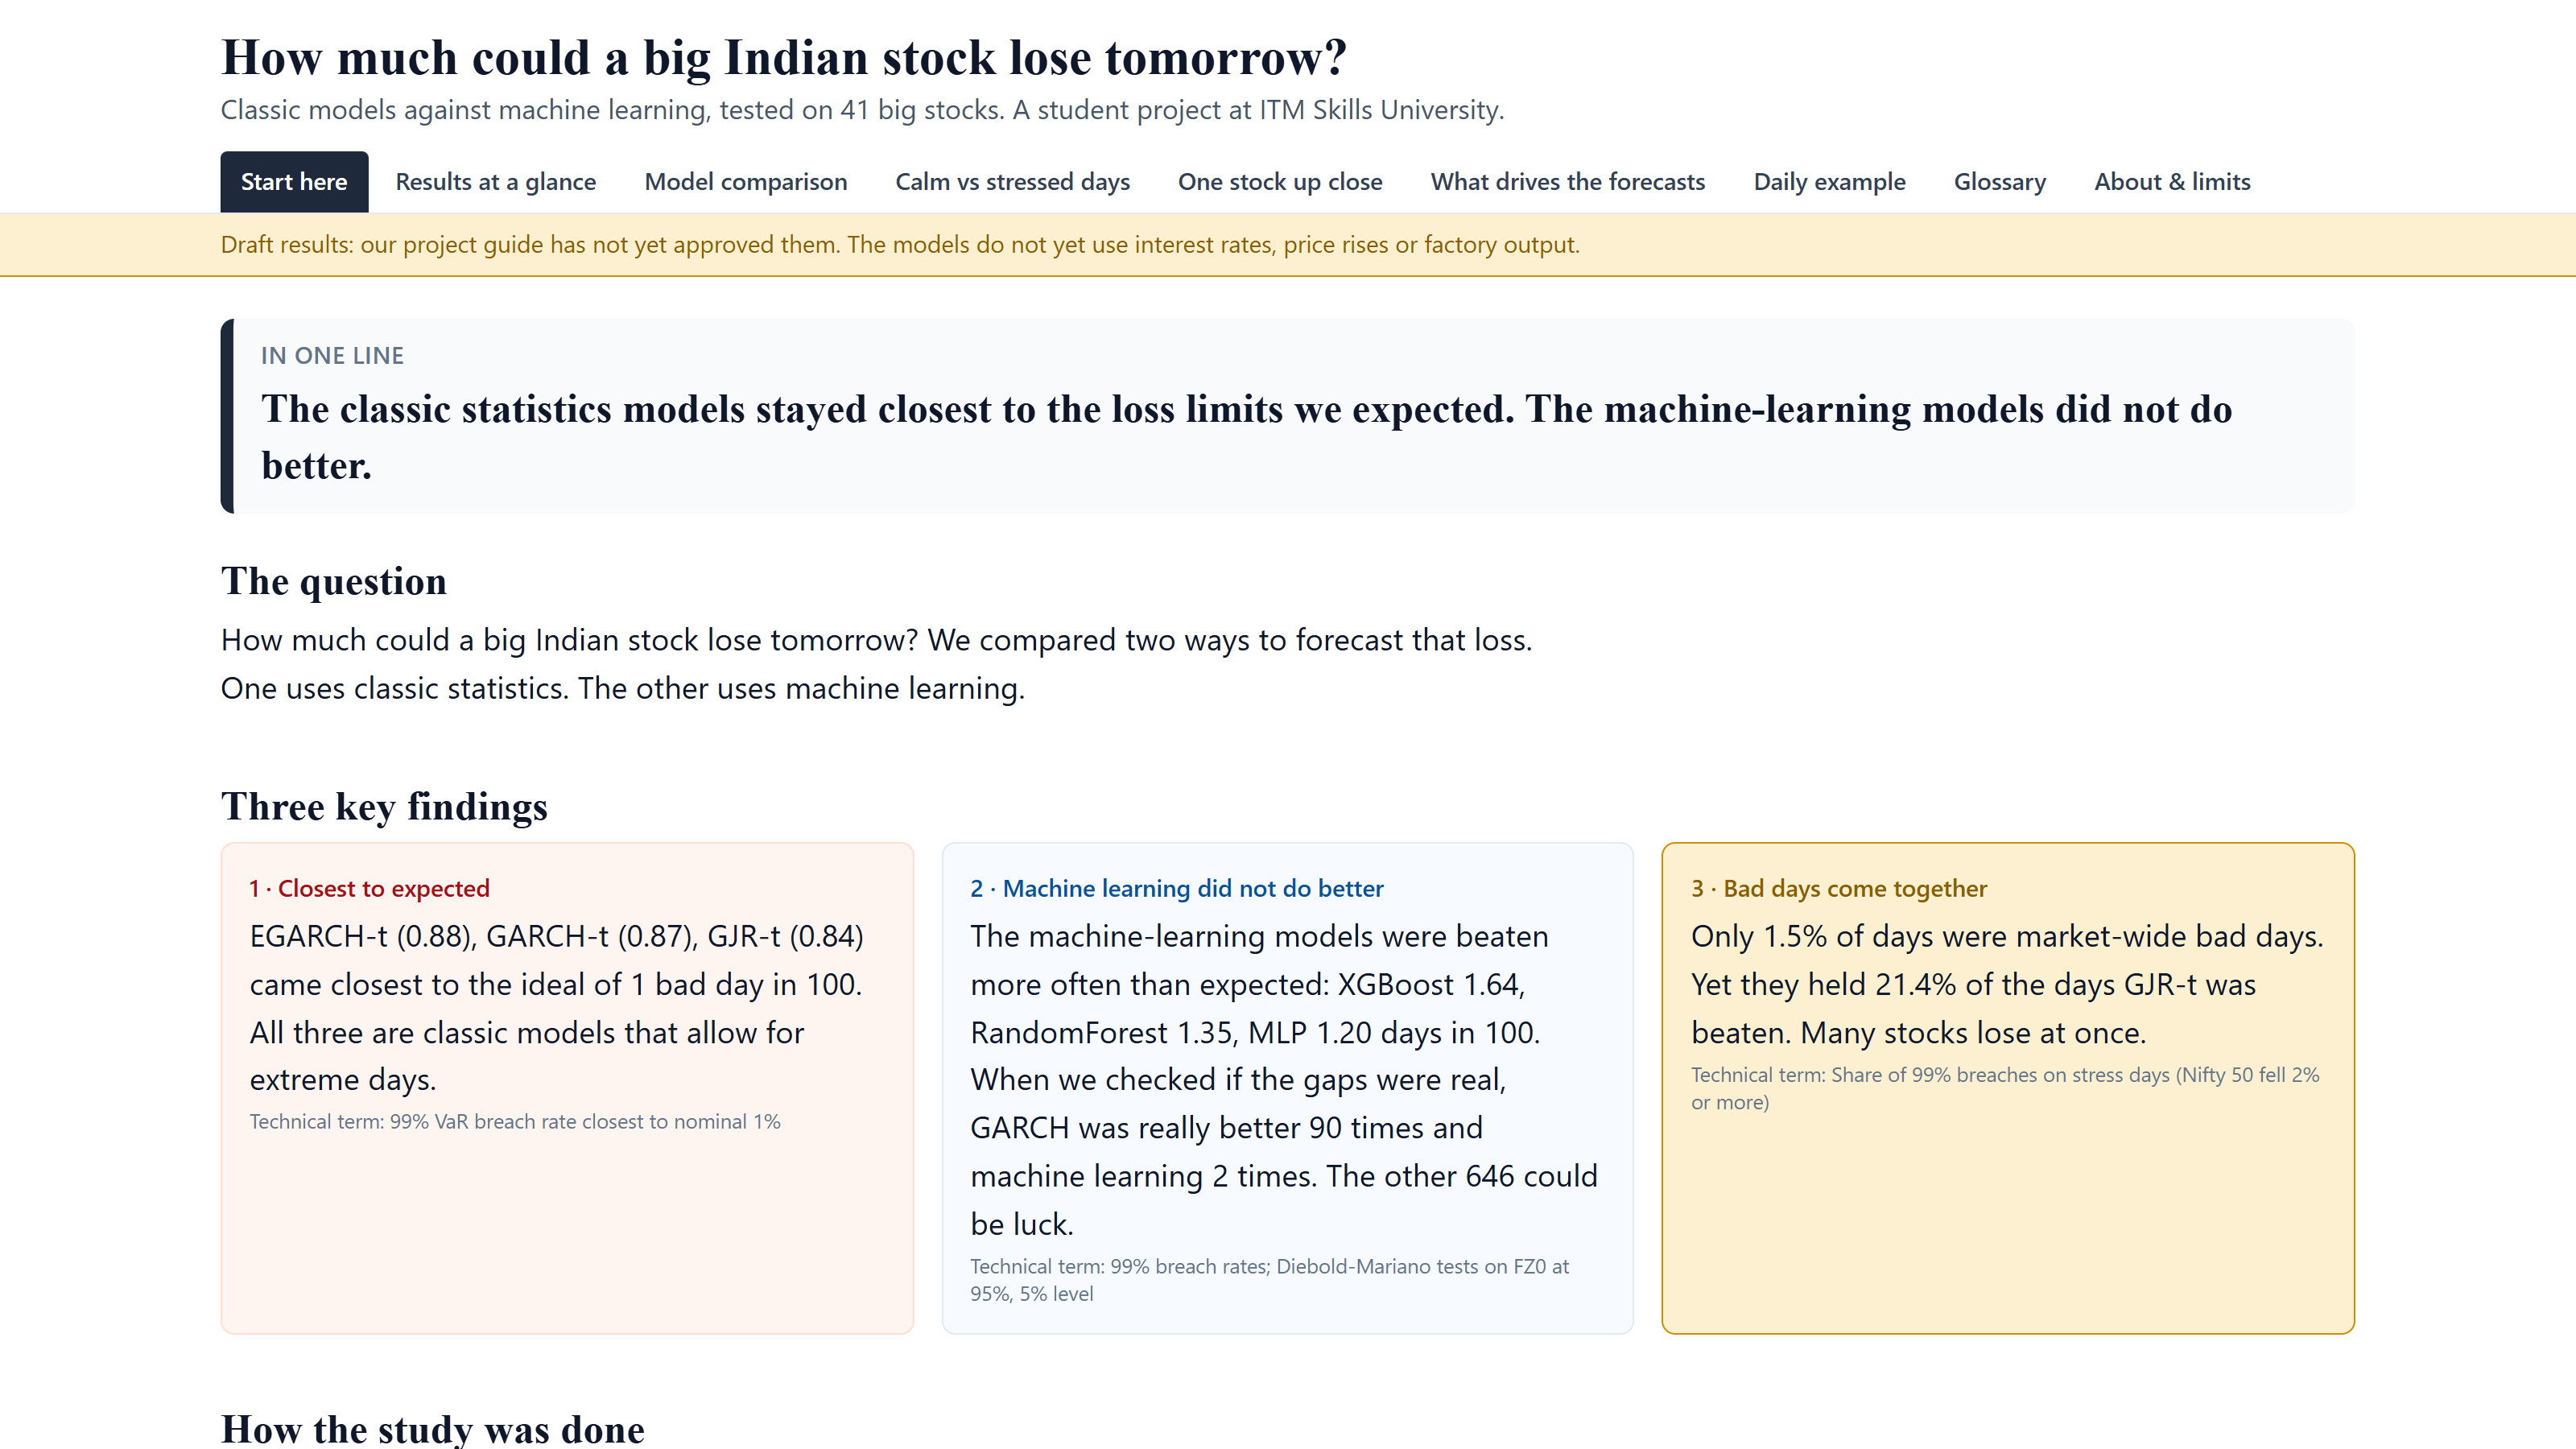 How much could a big Indian stock lose tomorrow?
Classic models against machine learning, tested on 41 big stocks. A student project at ITM Skills University.
Start here Results at a glance Model comparison Calm vs stressed days One stock up close What drives the forecasts Daily example Glossary About & limits
Draft results: our project guide has not yet approved them. The models do not yet use interest rates, price rises or factory output.
IN ONE LINE
The classic statistics models stayed closest to the loss limits we expected. The machine-learning models did not do
better.
The question
How much could a big Indian stock lose tomorrow? We compared two ways to forecast that loss.
One uses classic statistics. The other uses machine learning.
Three key findings
1 · Closest to expected
EGARCH-t (0.88), GARCH-t (0.87), GJR-t (0.84)
came closest to the ideal of 1 bad day in 100.
All three are classic models that allow for
extreme days.
Technical term: 99% VaR breach rate closest to nominal 1%
2 · Machine learning did not do better
The machine-learning models were beaten
more often than expected: XGBoost 1.64,
RandomForest 1.35, MLP 1.20 days in 100.
When we checked if the gaps were real,
GARCH was really better 90 times and
machine learning 2 times. The other 646 could
be luck.
Technical term: 99% breach rates; Diebold-Mariano tests on FZ0 at
95%, 5% level
3 · Bad days come together
Only 1.5% of days were market-wide bad days.
Yet they held 21.4% of the days GJR-t was
beaten. Many stocks lose at once.
Technical term: Share of 99% breaches on stress days (Nifty 50 fell 2%
or more)
How the study was done